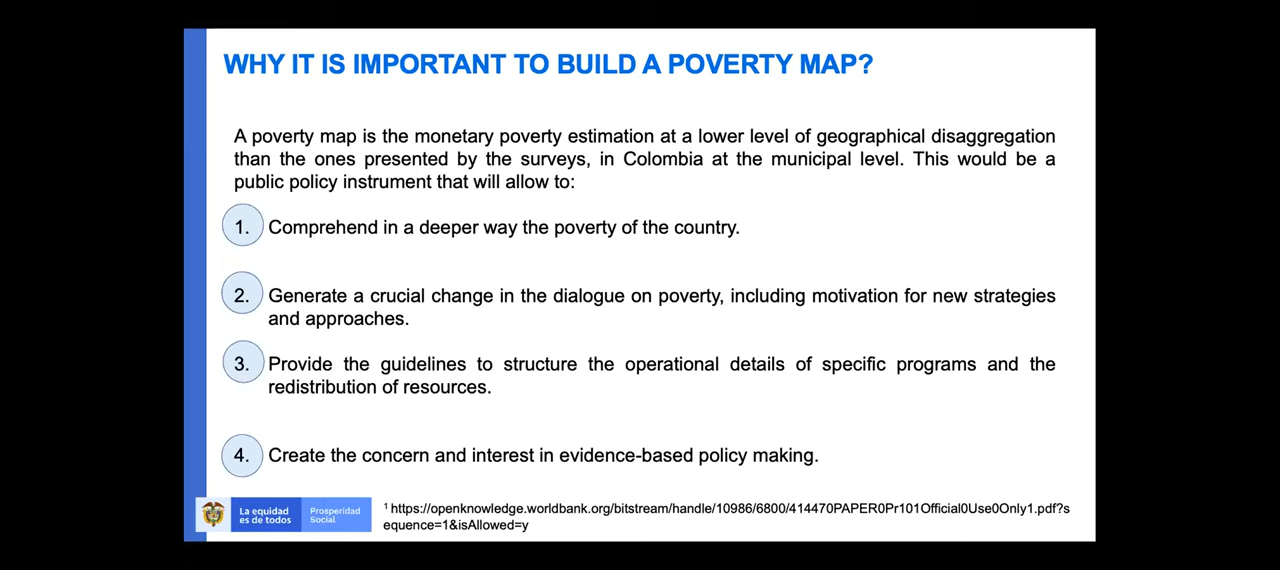 WHY IT IS IMPORTANT TO BUILD A POVERTY MAP?
A poverty map is the monetary poverty estimation at a lower level of geographical disaggregation
than the ones presented by the surveys, in Colombia at the municipal level. This would be a
public policy instrument that will allow to:
1. Comprehend in a deeper way the poverty of the country.
2. Generate a crucial change in the dialogue on poverty, including motivation for new strategies
and approaches.
3. Provide the guidelines to structure the operational details of specific programs and the
redistribution of resources.
4. Create the concern and interest in evidence-based policy making.
La equidad
es de todos
Prosperidad
Social
¹ https://openknowledge.worldbank.org/bitstream/handle/10986/6800/414470PAPER0Pr101Official0Use0Only1.pdf?s
equence=1&isAllowed=y